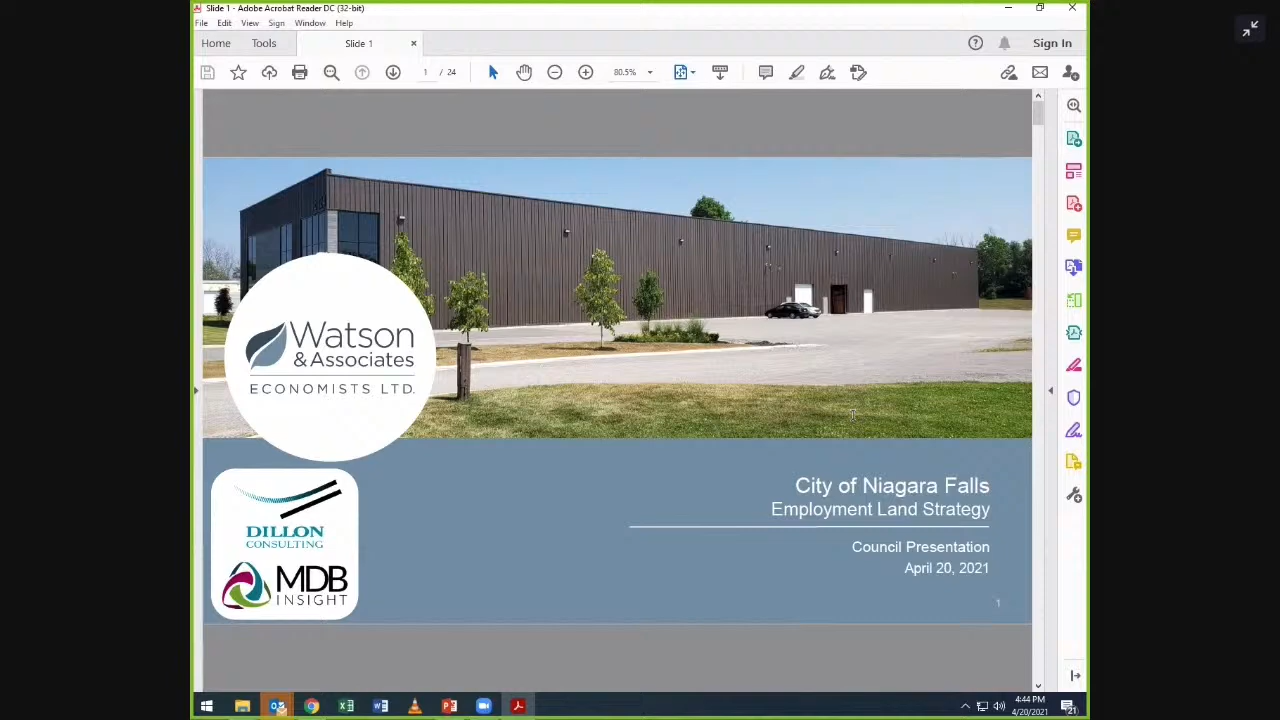 Slide 1 - Adobe Acrobat Reader DC (32-bit)
File Edit View Sign Window Help
Home Tools Slide 1 Sign In
1 / 24 80.5%
Watson
& Associates
ECONOMISTS LTD.
DILLON
CONSULTING
MDB
INSIGHT
City of Niagara Falls
Employment Land Strategy
Council Presentation
April 20, 2021
1
4:44 PM
4/20/2021
21